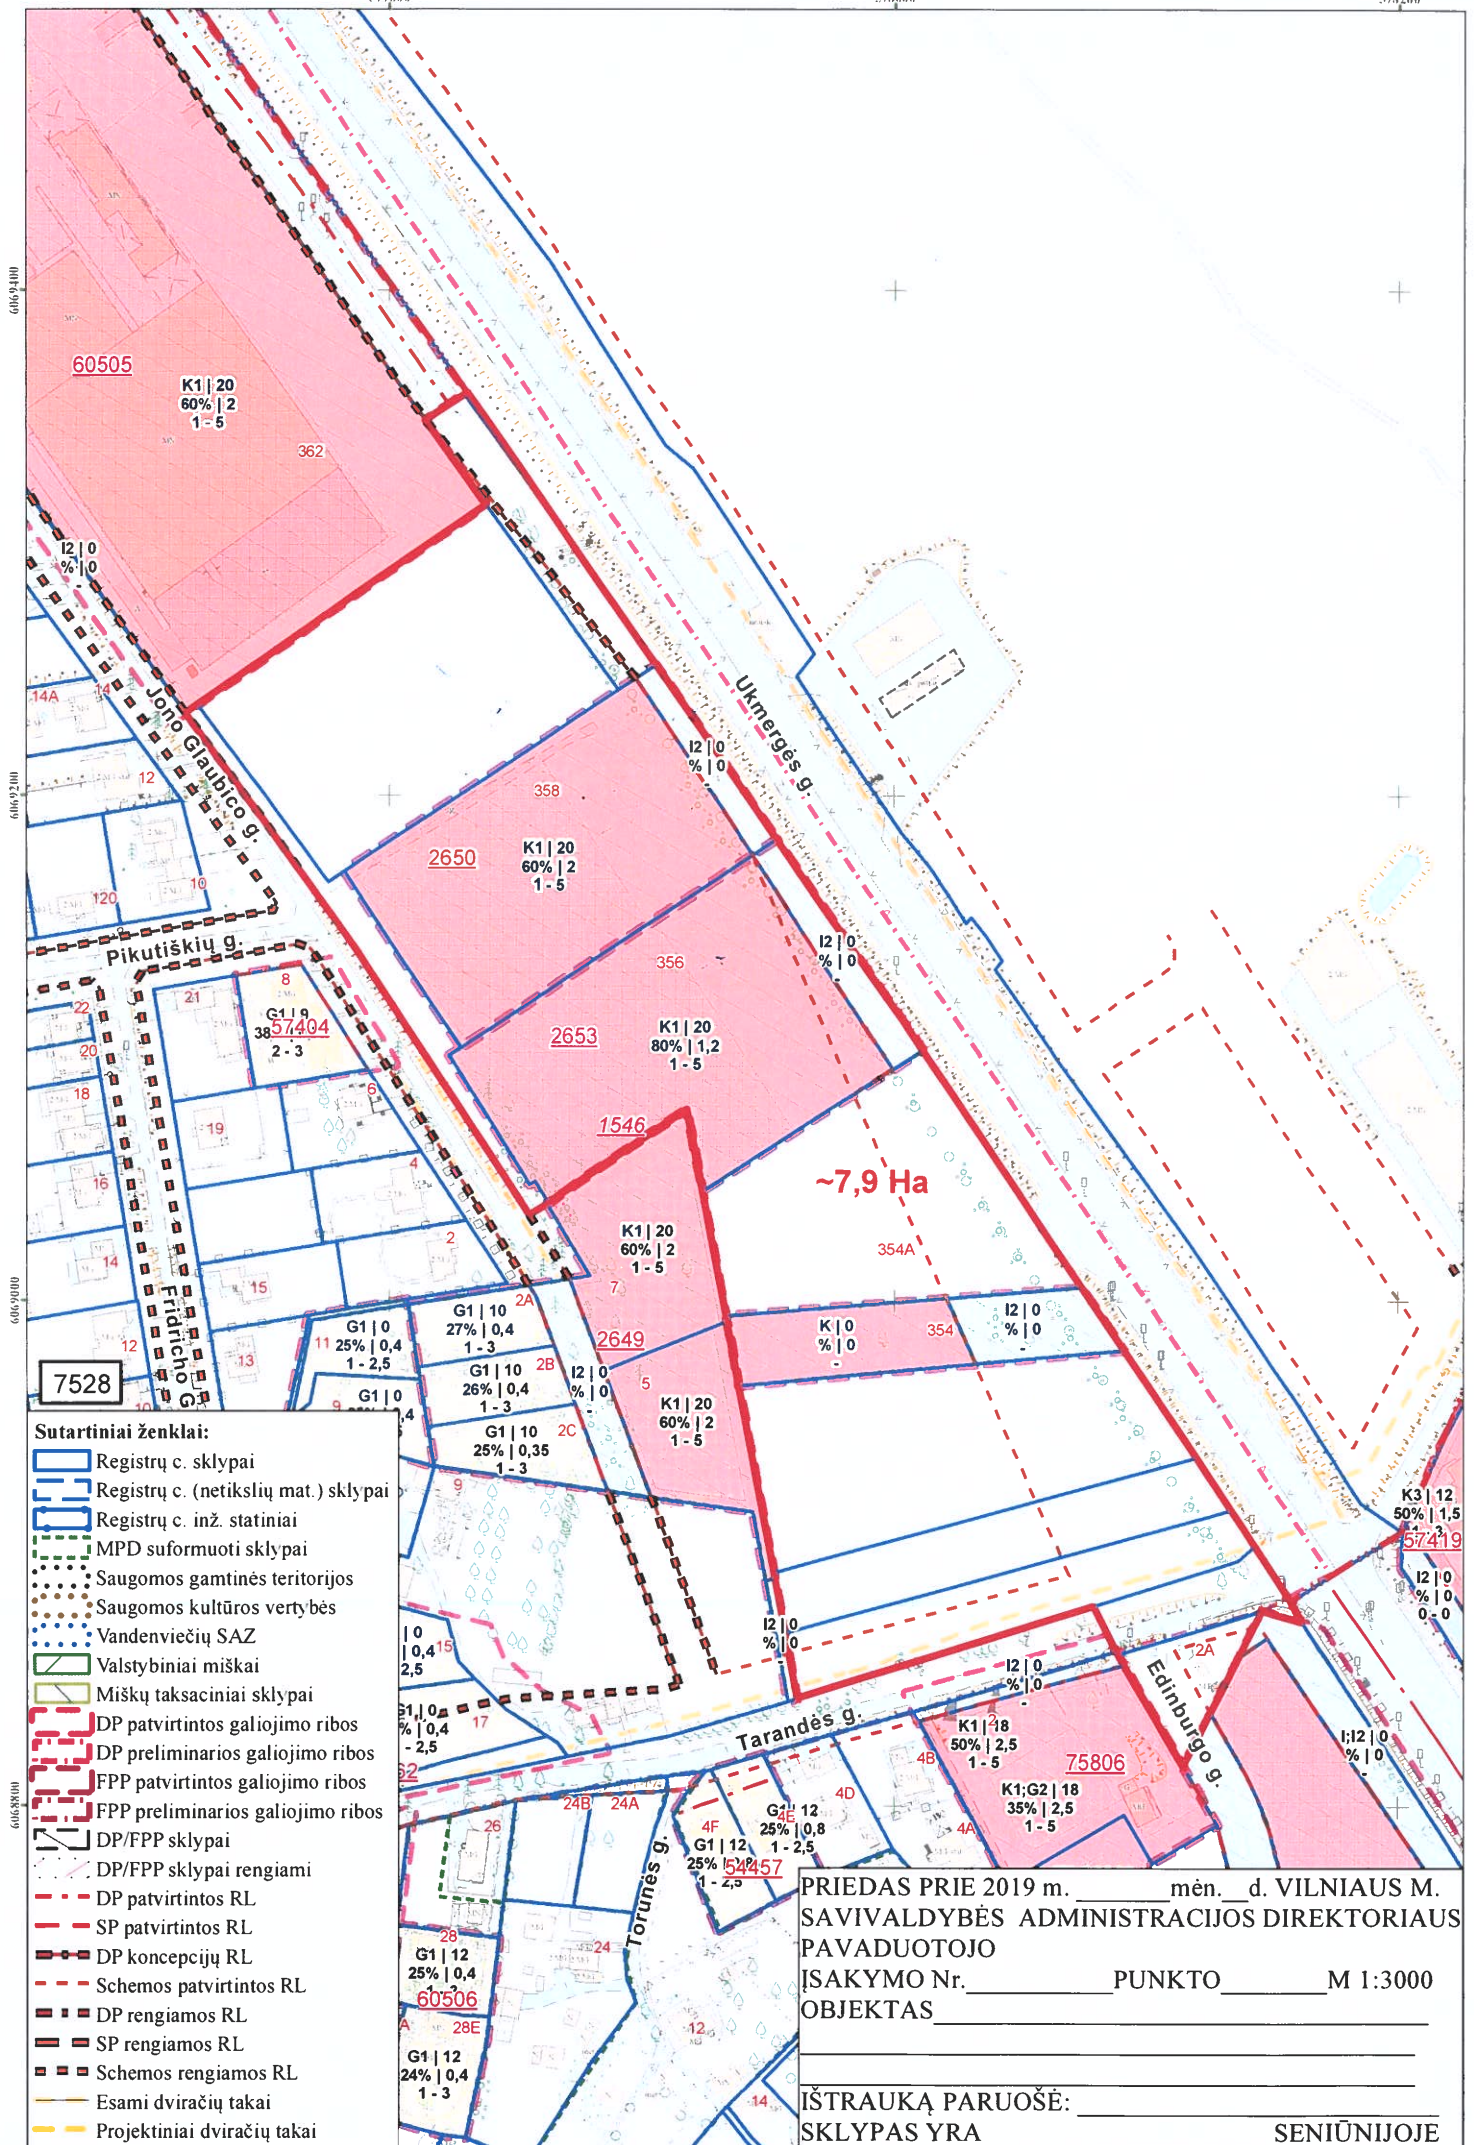 6069400
6069200
6069000
6068800
60505
K1 | 20
60% | 2
1 - 5
362
I2 | 0
% | 0
-
14A
14
12
10
120
Jono Glaubico g.
Ukmergės g.
I2 | 0
% | 0
-
358
2650
K1 | 20
60% | 2
1 - 5
356
2653
K1 | 20
80% | 1,2
1 - 5
I2 | 0
% | 0
-
Pikutiškių g.
8
G1 | 9
57404
2 - 3
22
21
20
18
19
16
14
15
12
13
6
4
2
1546
~7,9 Ha
354A
K1 | 20
60% | 2
1 - 5
7
2649
5
K1 | 20
60% | 2
1 - 5
K | 0
% | 0
-
354
I2 | 0
% | 0
-
2A
G1 | 10
27% | 0,4
1 - 3
2B
G1 | 10
26% | 0,4
1 - 3
2C
G1 | 10
25% | 0,35
1 - 3
I2 | 0
% | 0
-
11
G1 | 0
25% | 0,4
1 - 2,5
9
G1 | 0
9
Fridricho G
7528
K3 | 12
50% | 1,5
57419
I2 | 0
% | 0
0 - 0
I2 | 0
% | 0
-
I2 | 0
% | 0
-
2A
Edinburgo g.
Tarandės g.
K1 | 18
50% | 2,5
1 - 5
75806
K1;G2 | 18
35% | 2,5
1 - 5
I;I2 | 0
% | 0
-
15
17
4B
4A
4D
4E
4F
G1 | 12
25% | 0,8
1 - 2,5
G1 | 12
54457
1 - 2,5
24B
24A
26
24
28
Torunės g.
G1 | 12
25% | 0,4
60506
28E
G1 | 12
24% | 0,4
1 - 3
12
14
Sutartiniai ženklai:
Registrų c. sklypai
Registrų c. (netikslių mat.) sklypai
Registrų c. inž. statiniai
MPD suformuoti sklypai
Saugomos gamtinės teritorijos
Saugomos kultūros vertybės
Vandenviečių SAZ
Valstybiniai miškai
Miškų taksaciniai sklypai
DP patvirtintos galiojimo ribos
DP preliminarios galiojimo ribos
FPP patvirtintos galiojimo ribos
FPP preliminarios galiojimo ribos
DP/FPP sklypai
DP/FPP sklypai rengiami
DP patvirtintos RL
SP patvirtintos RL
DP koncepcijų RL
Schemos patvirtintos RL
DP rengiamos RL
SP rengiamos RL
Schemos rengiamos RL
Esami dviračių takai
Projektiniai dviračių takai
PRIEDAS PRIE 2019 m. ________mėn.__d. VILNIAUS M.
SAVIVALDYBĖS ADMINISTRACIJOS DIREKTORIAUS
PAVADUOTOJO
ĮSAKYMO Nr.____________PUNKTO________M 1:3000
OBJEKTAS
IŠTRAUKĄ PARUOŠĖ:
SKLYPAS YRA SENIŪNIJOJE